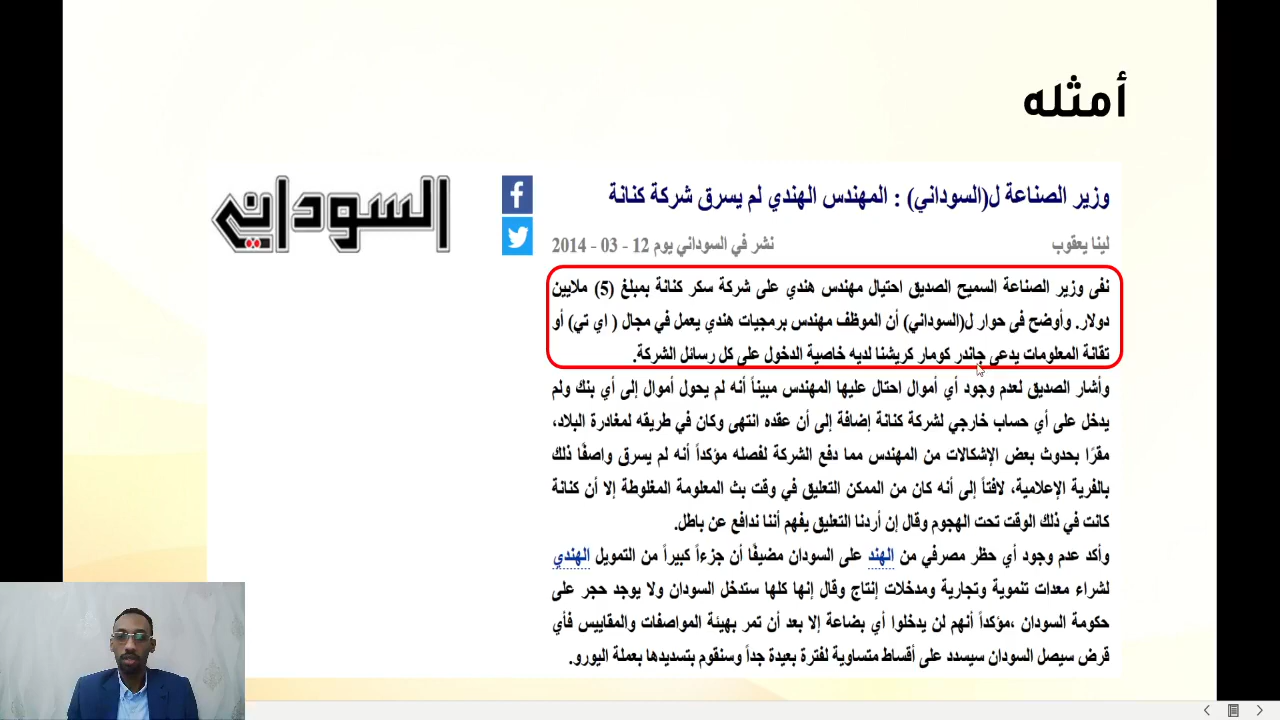 أمثله
وزير الصناعة ل(السوداني) : المهندس الهندي لم يسرق شركة كنانة
السوداني
لينا يعقوب
نشر في السوداني يوم 12 - 03 - 2014
نفى وزير الصناعة السميح الصديق احتيال مهندس هندي على شركة سكر كنانة بمبلغ (5) ملايين
دولار. وأوضح فى حوار ل(السوداني) أن الموظف مهندس برمجيات هندي يعمل في مجال ( اي تي) أو
تقانة المعلومات يدعى جاندر كومار كريشنا لديه خاصية الدخول على كل رسائل الشركة.
وأشار الصديق لعدم وجود أي أموال احتال عليها المهندس مبيناً أنه لم يحول أموال إلى أي بنك ولم
يدخل على أي حساب خارجي لشركة كنانة إضافة إلى أن عقده انتهى وكان في طريقه لمغادرة البلاد،
مقرًا بحدوث بعض الإشكالات من المهندس مما دفع الشركة لفصله مؤكداً أنه لم يسرق واصفًا ذلك
بالفرية الإعلامية، لافتاً إلى أنه كان من الممكن التعليق في وقت بث المعلومة المغلوطة إلا أن كنانة
كانت في ذلك الوقت تحت الهجوم وقال إن أردنا التعليق يفهم أننا ندافع عن باطل.
وأكد عدم وجود أي حظر مصرفي من الهند على السودان مضيفًا أن جزءاً كبيراً من التمويل الهندي
لشراء معدات تنموية وتجارية ومدخلات إنتاج وقال إنها كلها ستدخل السودان ولا يوجد حجر على
حكومة السودان ،مؤكداً أنهم لن يدخلوا أي بضاعة إلا بعد أن تمر بهيئة المواصفات والمقاييس فأي
قرض سيصل السودان سيسدد على أقساط متساوية لفترة بعيدة جداً وسنقوم بتسديدها بعملة اليورو.